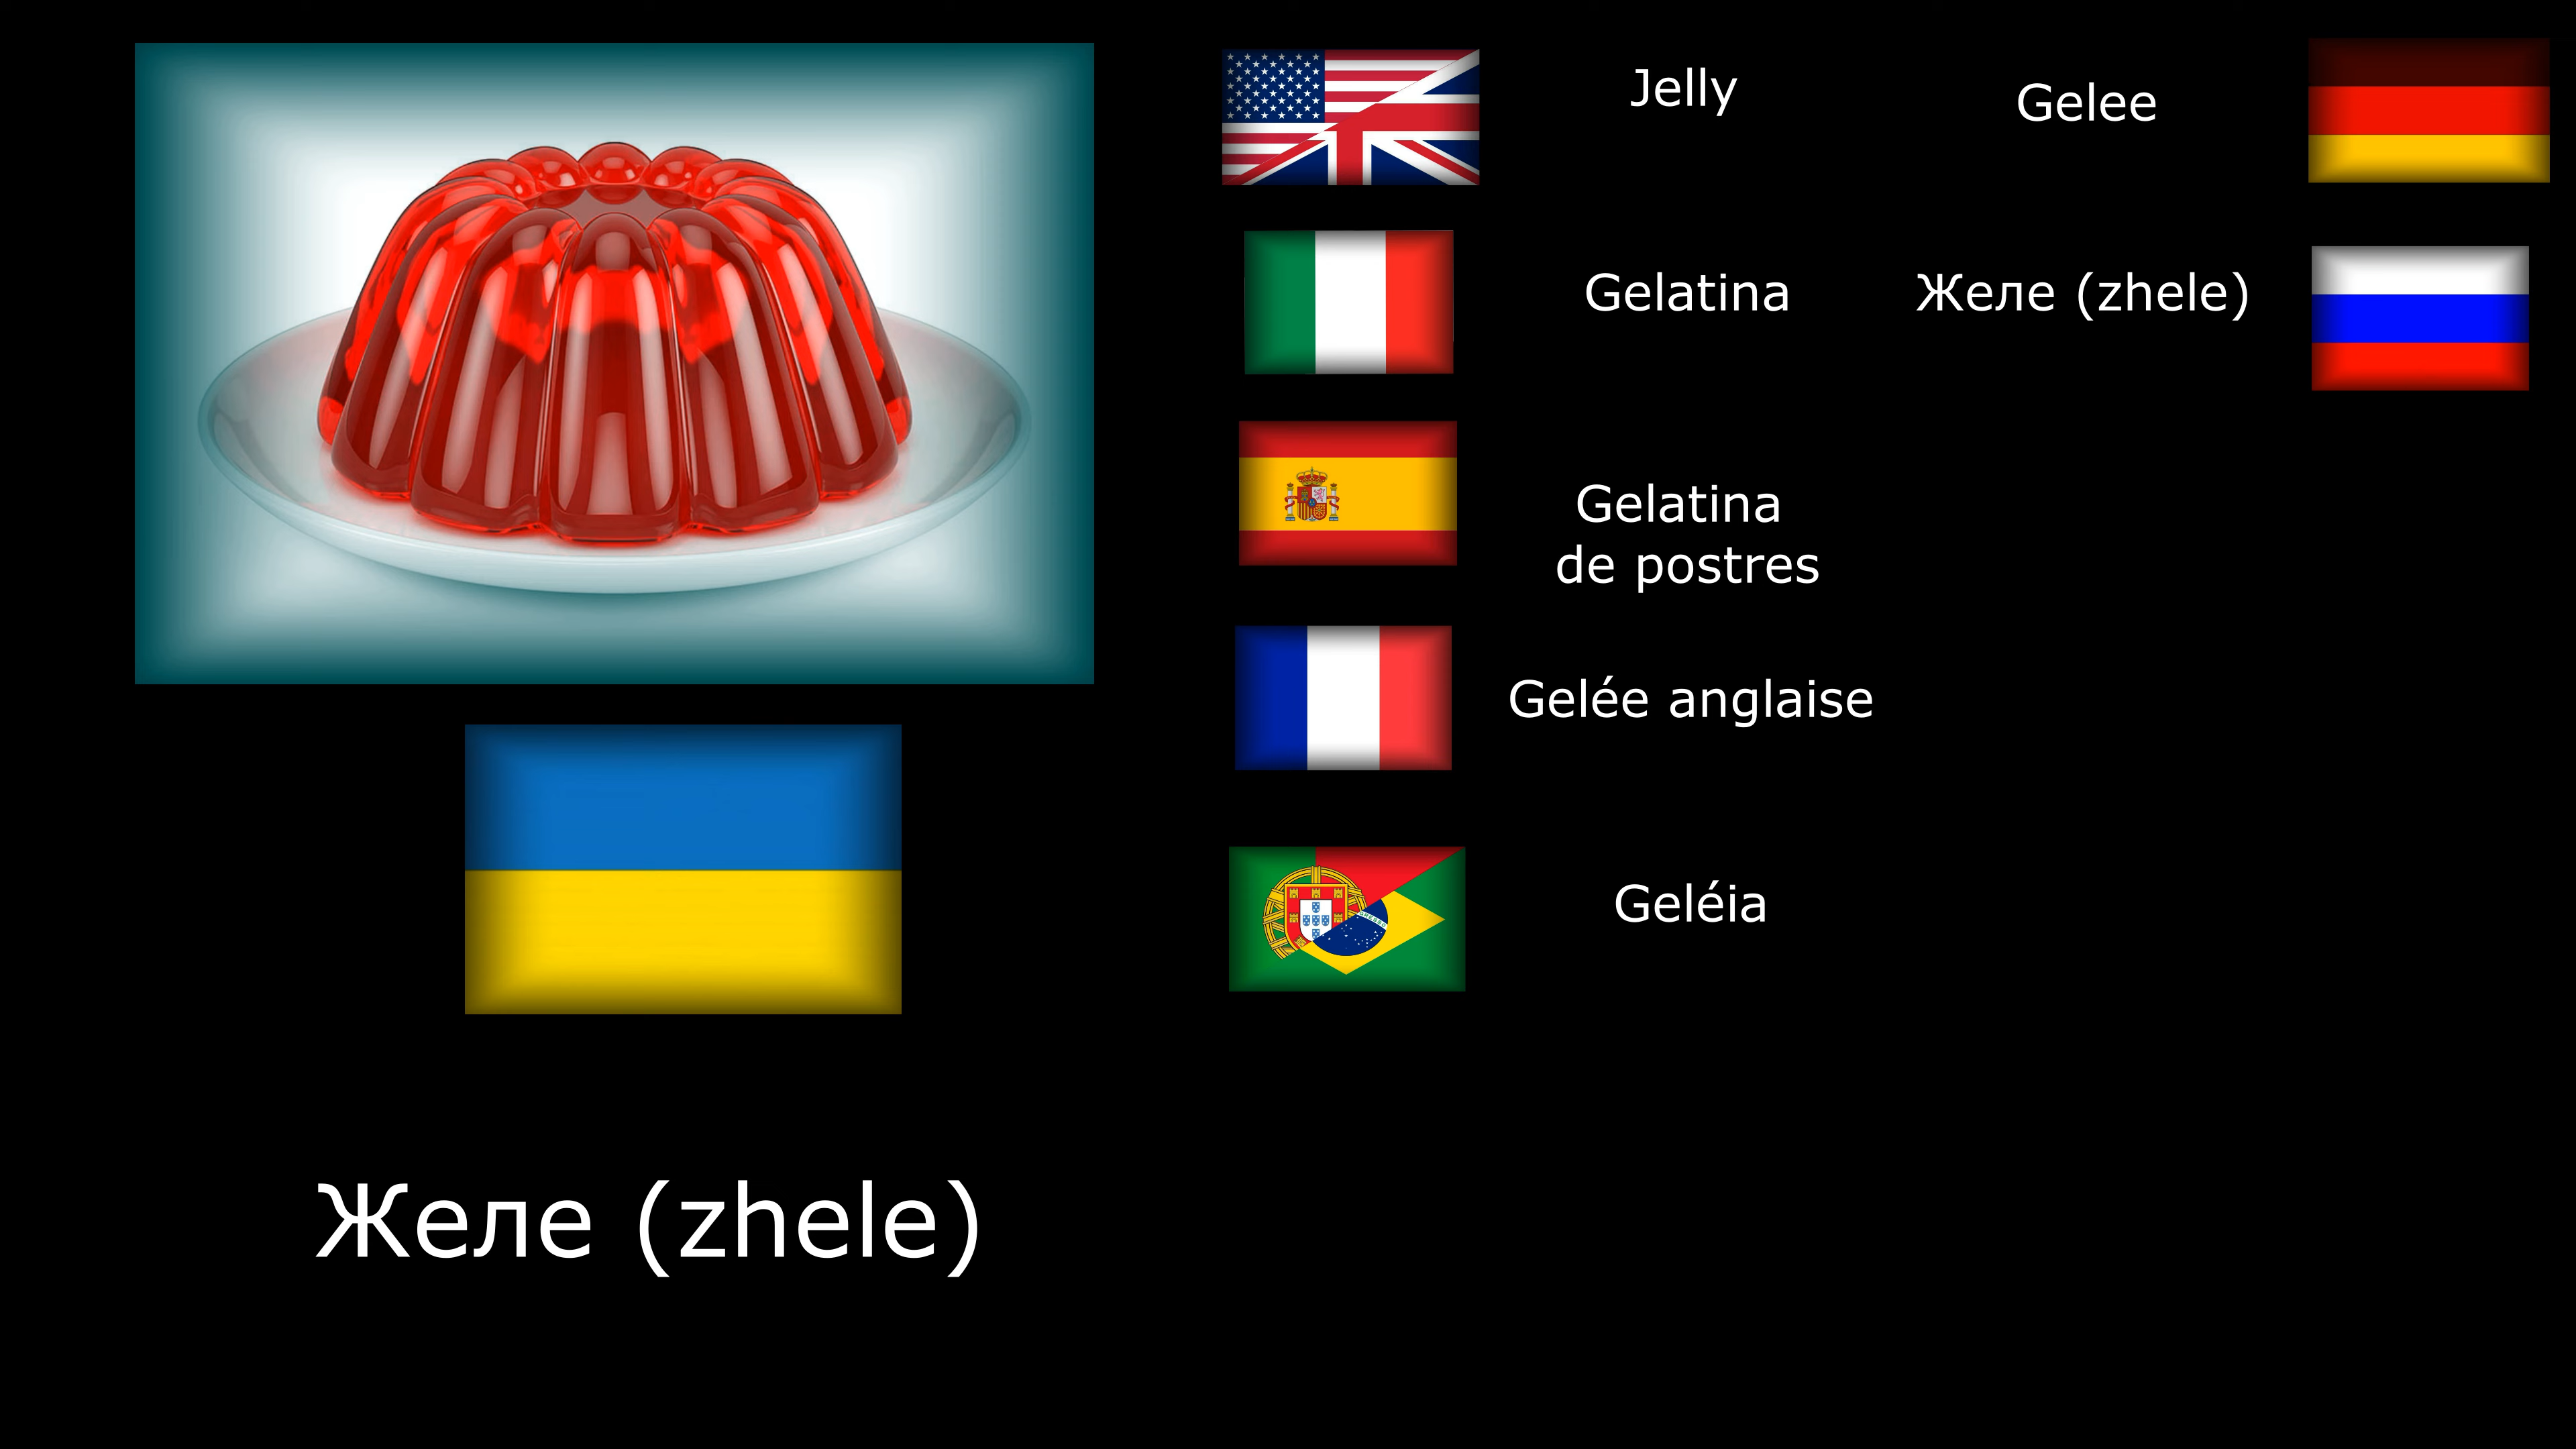 Jelly
Gelatina
Gelatina
de postres
Gelée anglaise
Geléia
Gelee
Желе (zhele)
Желе (zhele)